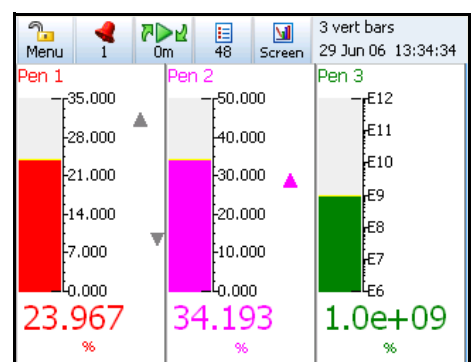 Menu
1
0m
48
Screen
3 vert bars
29 Jun 06 13:34:34
Pen 1
35.000
28.000
21.000
14.000
7.000
0.000
23.967
%
Pen 2
50.000
40.000
30.000
20.000
10.000
0.000
34.193
%
Pen 3
E12
E11
E10
E9
E8
E7
E6
1.0e+09
%